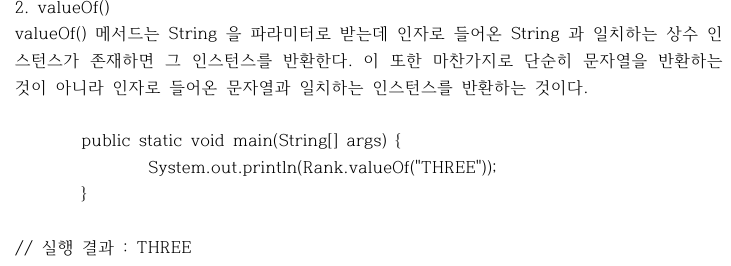 2. valueOf()
valueOf() 메서드는 String 을 파라미터로 받는데 인자로 들어온 String 과 일치하는 상수 인
스턴스가 존재하면 그 인스턴스를 반환한다. 이 또한 마찬가지로 단순히 문자열을 반환하는
것이 아니라 인자로 들어온 문자열과 일치하는 인스턴스를 반환하는 것이다.
public static void main(String[] args) {
System.out.println(Rank.valueOf("THREE"));
}
// 실행 결과 : THREE